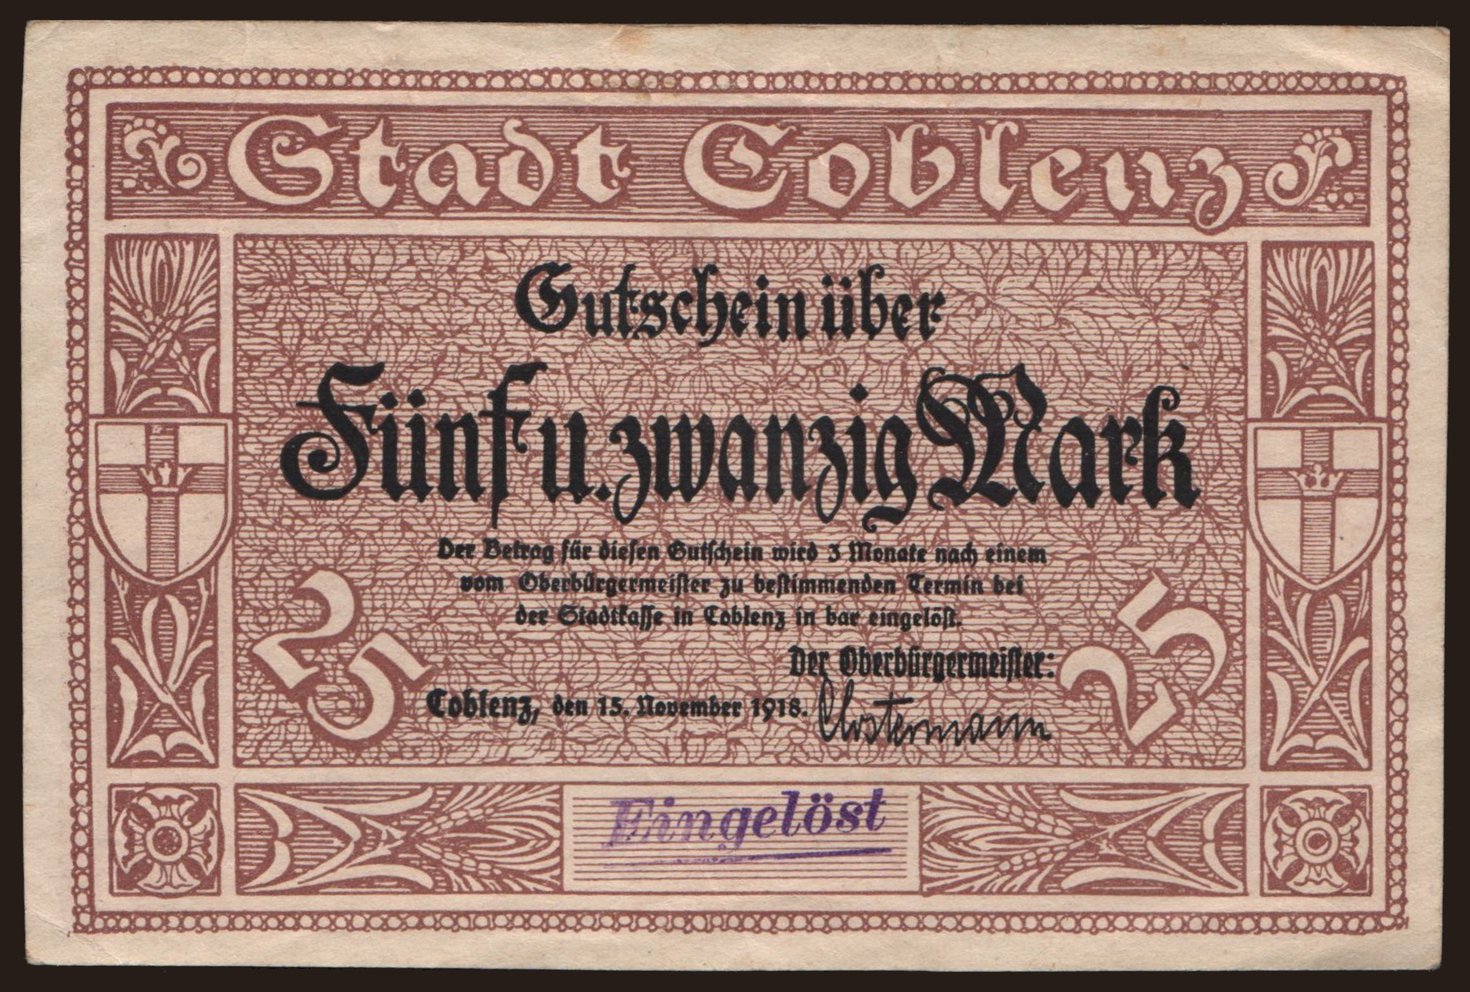 Stadt Coblenz
Gutschein über
Fünf u. zwanzig Mark
Der Betrag für diesen Gutschein wird 3 Monate nach einem
vom Oberbürgermeister zu bestimmenden Termin bei
der Stadtkasse in Coblenz in bar eingelöst.
Der Oberbürgermeister:
Coblenz, den 15. November 1918.
Clostermann
25
25
Eingelöst